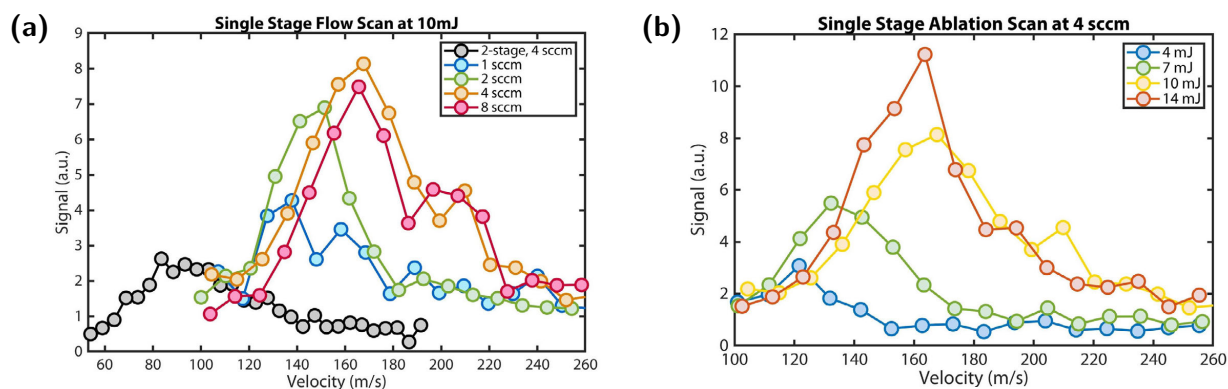 (a)
Single Stage Flow Scan at 10mJ
9
8
7
6
5
4
3
2
1
0
Signal (a.u.)
2-stage, 4 sccm
1 sccm
2 sccm
4 sccm
8 sccm
60 80 100 120 140 160 180 200 220 240 260
Velocity (m/s)
(b)
Single Stage Ablation Scan at 4 sccm
12
10
8
6
4
2
0
Signal (a.u.)
4 mJ
7 mJ
10 mJ
14 mJ
100 120 140 160 180 200 220 240 260
Velocity (m/s)